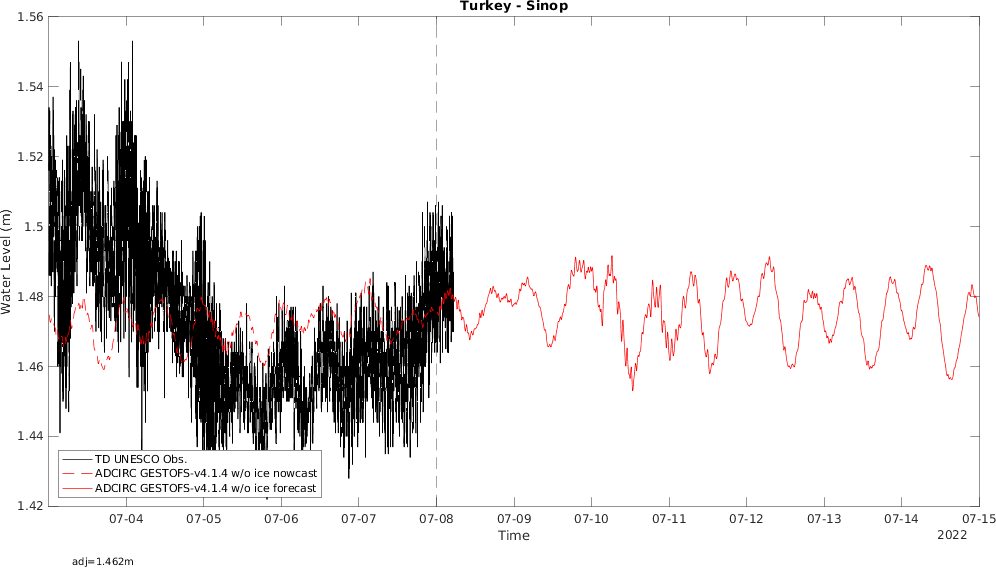 Turkey - Sinop
1.56
1.54
1.52
1.5
1.48
1.46
1.44
1.42
Water Level (m)
TD UNESCO Obs.
ADCIRC GESTOFS-v4.1.4 w/o ice nowcast
ADCIRC GESTOFS-v4.1.4 w/o ice forecast
07-04 07-05 07-06 07-07 07-08 07-09 07-10 07-11 07-12 07-13 07-14 07-15
Time
2022
adj=1.462m